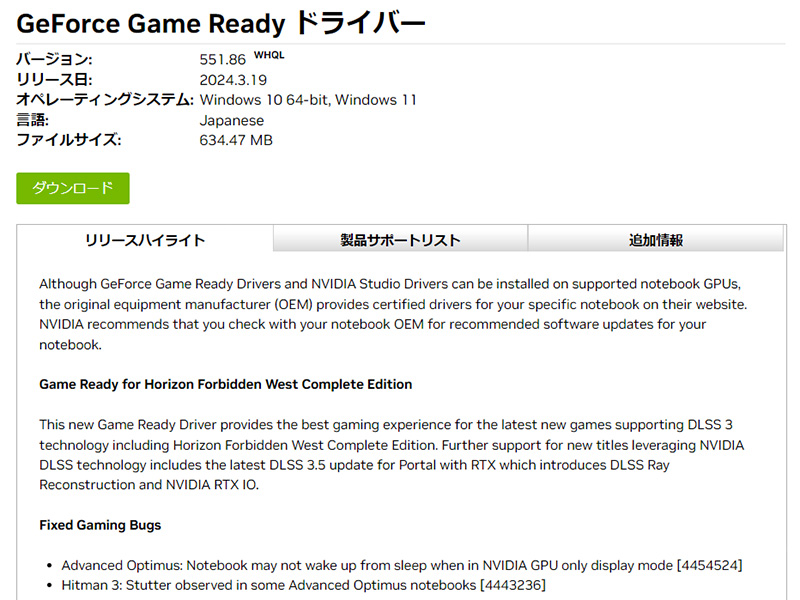 GeForce Game Ready ドライバー
バージョン: 551.86 WHQL
リリース日: 2024.3.19
オペレーティングシステム: Windows 10 64-bit, Windows 11
言語: Japanese
ファイルサイズ: 634.47 MB
ダウンロード
リリースハイライト 製品サポートリスト 追加情報
Although GeForce Game Ready Drivers and NVIDIA Studio Drivers can be installed on supported notebook GPUs,
the original equipment manufacturer (OEM) provides certified drivers for your specific notebook on their website.
NVIDIA recommends that you check with your notebook OEM for recommended software updates for your
notebook.
Game Ready for Horizon Forbidden West Complete Edition
This new Game Ready Driver provides the best gaming experience for the latest new games supporting DLSS 3
technology including Horizon Forbidden West Complete Edition. Further support for new titles leveraging NVIDIA
DLSS technology includes the latest DLSS 3.5 update for Portal with RTX which introduces DLSS Ray
Reconstruction and NVIDIA RTX IO.
Fixed Gaming Bugs
• Advanced Optimus: Notebook may not wake up from sleep when in NVIDIA GPU only display mode [4454524]
• Hitman 3: Stutter observed in some Advanced Optimus notebooks [4443236]